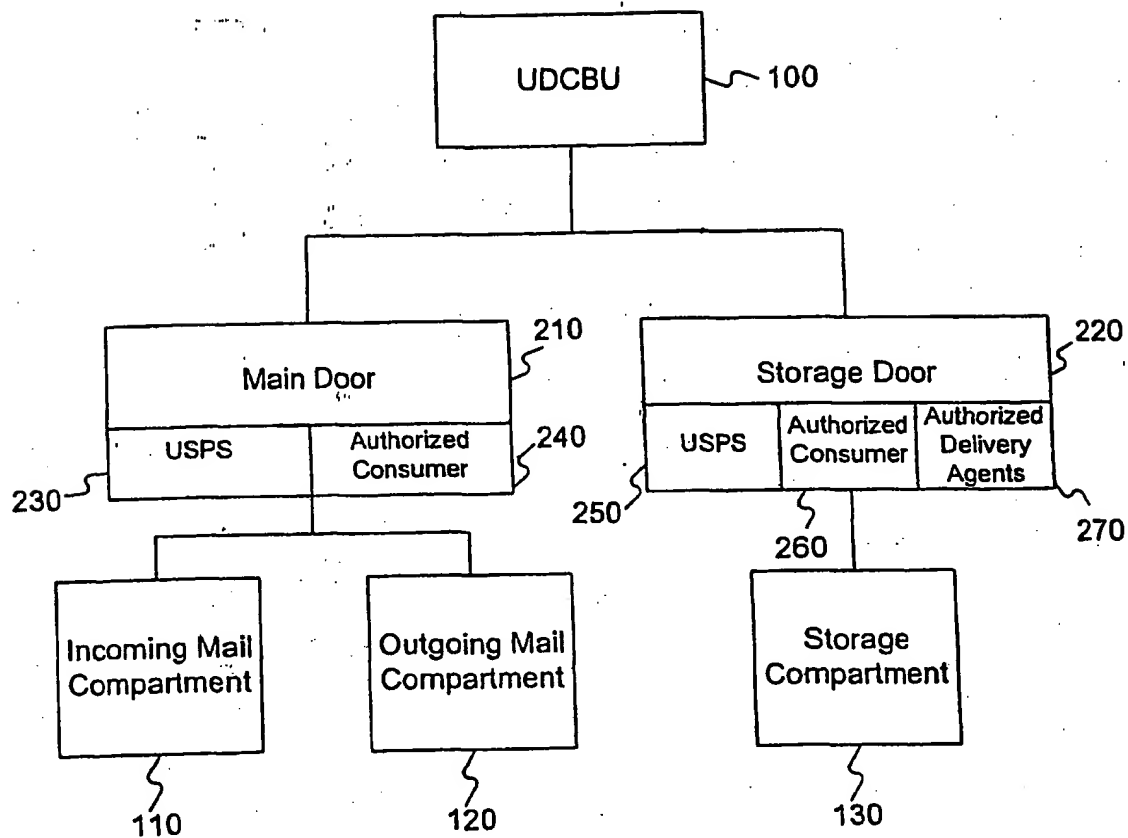 UDCBU
100
Main Door
210
Storage Door
220
USPS
Authorized
Consumer
230
240
USPS
Authorized
Consumer
Authorized
Delivery
Agents
250
260
270
Incoming Mail
Compartment
Outgoing Mail
Compartment
Storage
Compartment
110
120
130